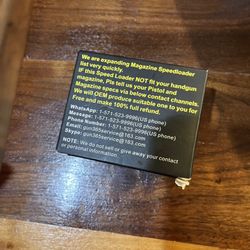 We are expanding Magazine Speedloader
list very quickly.
IF this Speed Loader NOT fit your handgun
magazine, Pls tell us your Pistol and
Magazine specs via below contact channels.
We will OEM produce suitable one to you for
Free and make 100% full refund.
WhatsApp: 1-571-523-9996(US phone)
Message: 1-571-523-9996(US phone)
Phone Number: 1-571-523-9996(US phone)
Email: gun365service@163.com
Skype: gun365service@163.com
NOTE: We do not sell or give away your contact
or personal information.